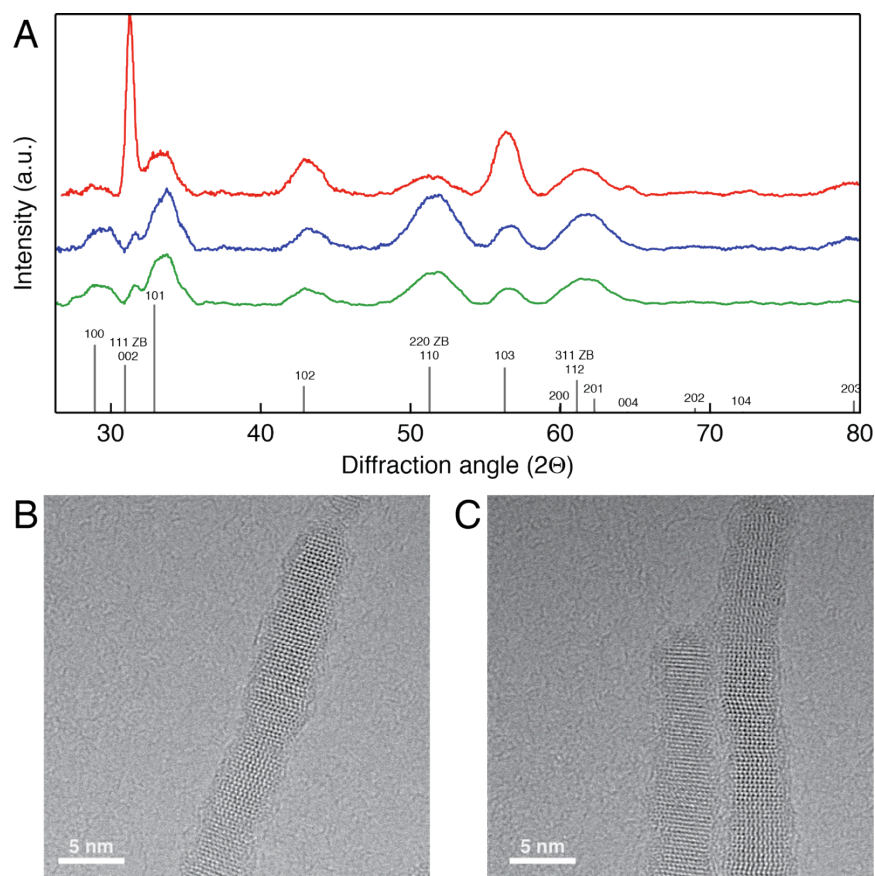 A
Intensity (a.u.)
100
111 ZB
002
101
102
220 ZB
110
103
311 ZB
112
200
201
004
202
104
203
30
40
50
60
70
80
Diffraction angle (2Θ)
B
5 nm
C
5 nm